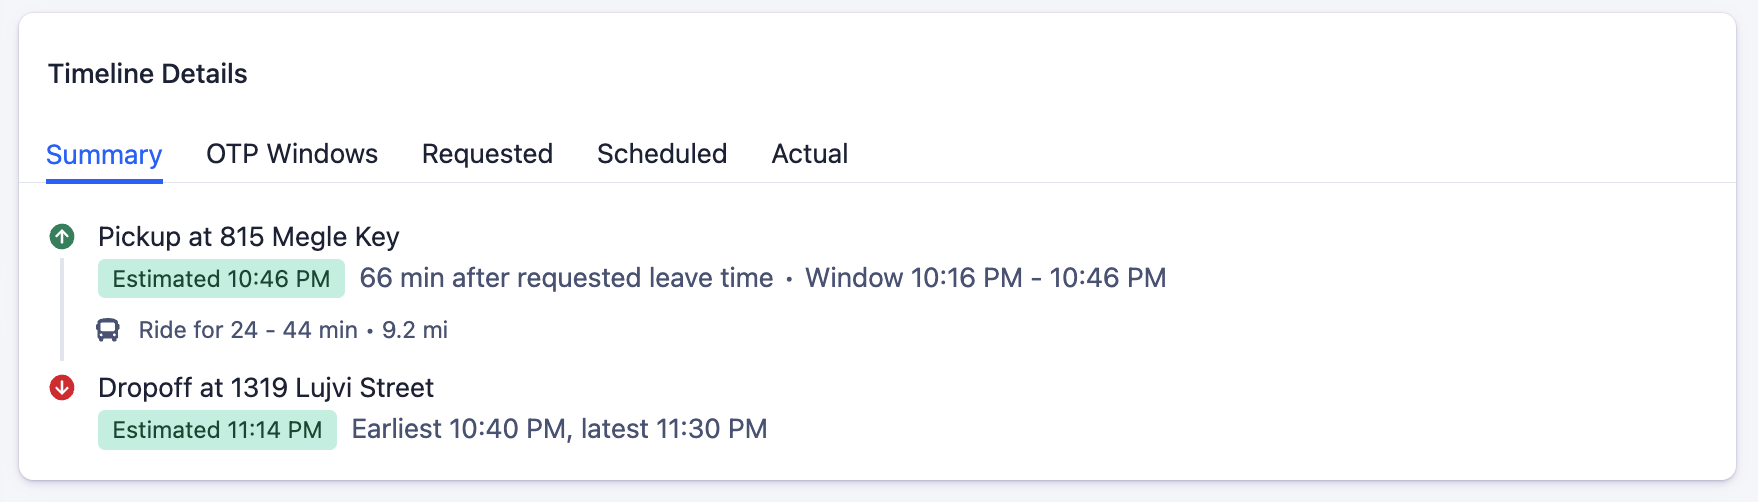 Timeline Details
Summary OTP Windows Requested Scheduled Actual
Pickup at 815 Megle Key
Estimated 10:46 PM 66 min after requested leave time • Window 10:16 PM - 10:46 PM
Ride for 24 - 44 min • 9.2 mi
Dropoff at 1319 Lujvi Street
Estimated 11:14 PM Earliest 10:40 PM, latest 11:30 PM